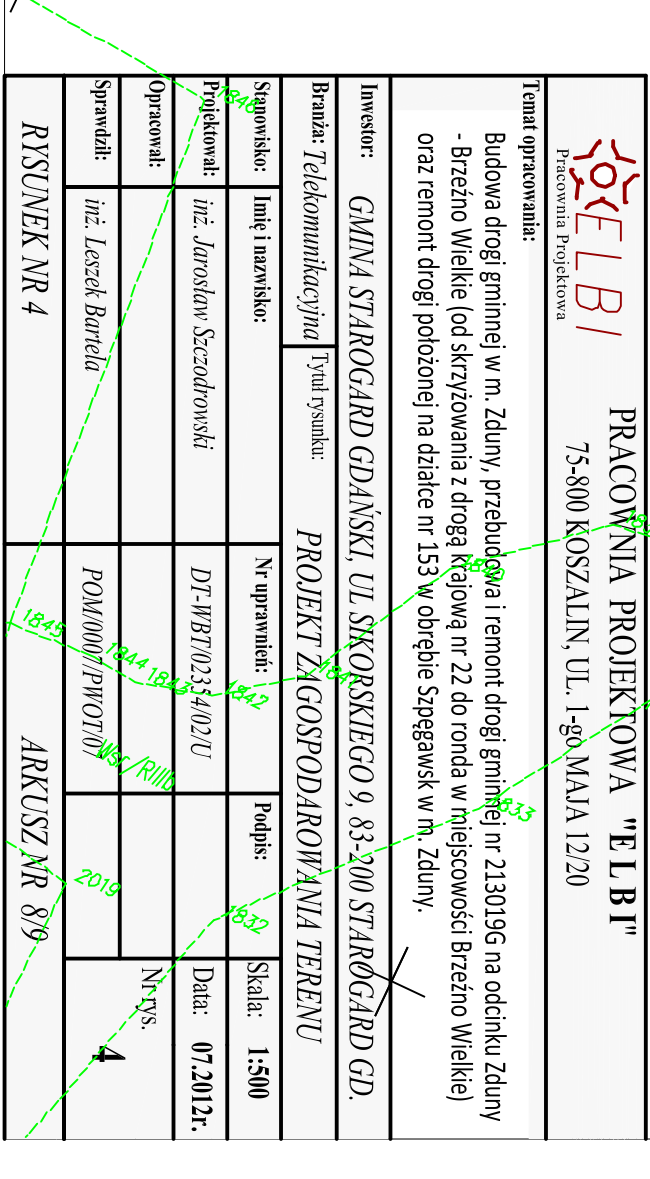 ELBI
Pracownia Projektowa
PRACOWNIA PROJEKTOWA "ELBI"
75-800 KOSZALIN, UL. 1-go MAJA 12/20
Temat opracowania:
Budowa drogi gminnej w m. Zduny, przebudowa i remont drogi gminnej nr 213019G na odcinku Zduny
- Brzeźno Wielkie (od skrzyżowania z drogą krajową nr 22 do ronda w miejscowości Brzeźno Wielkie)
oraz remont drogi położonej na działce nr 153 w obrębie Szpęgawsk w m. Zduny.
Inwestor: GMINA STAROGARD GDAŃSKI, UL SIKORSKIEGO 9, 83-200 STAROGARD GD.
Branża: Telekomunikacyjna
Tytuł rysunku: PROJEKT ZAGOSPODAROWANIA TERENU
Stanowisko: Imię i nazwisko: Nr uprawnień: Podpis: Skala: 1:500
Projektował: inż. Jarosław Szczodrowski DT-WBT/02354/02/U Data: 07.2012r.
Opracował: Nr rys.
Sprawdził: inż. Leszek Bartela POM/0007/PWOT/07 4
RYSUNEK NR 4 ARKUSZ NR 8/9
1846
1840
1841
1842
1843
1844
1845
Wsr/RIIIb
1833
1832
2019